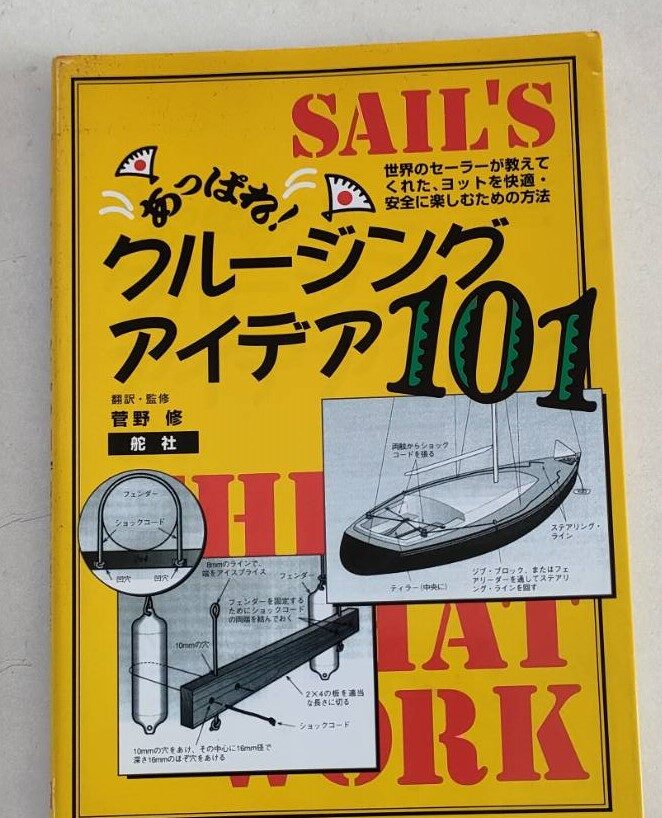 SAIL'S
世界のセーラーが教えて
くれた、ヨットを快適・
安全に楽しむための方法
あっぱれ!
クルージング
アイデア101
翻訳・監修
菅野 修
舵社
両舷からショック
コードを張る
ステアリング・
ライン
ジブ・ブロック、またはフェ
アリーダーを通してステアリ
ング・ラインを回す
ティラー(中央に)
フェンダー
ショックコード
凹穴
凹穴
8mmのラインで、
端をアイスプライス
フェンダー
フェンダーを固定する
ためにショックコード
の両端を結んでおく
10mmの穴
2×4の板を適当
な長さに切る
ショックコード
10mmの穴をあけ、その中心に16mm径で
深さ16mmのほぞ穴をあける
THAT
WORK